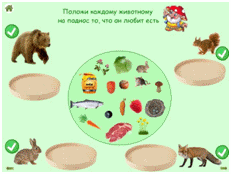 Положи каждому животному
на поднос то, что он любит есть